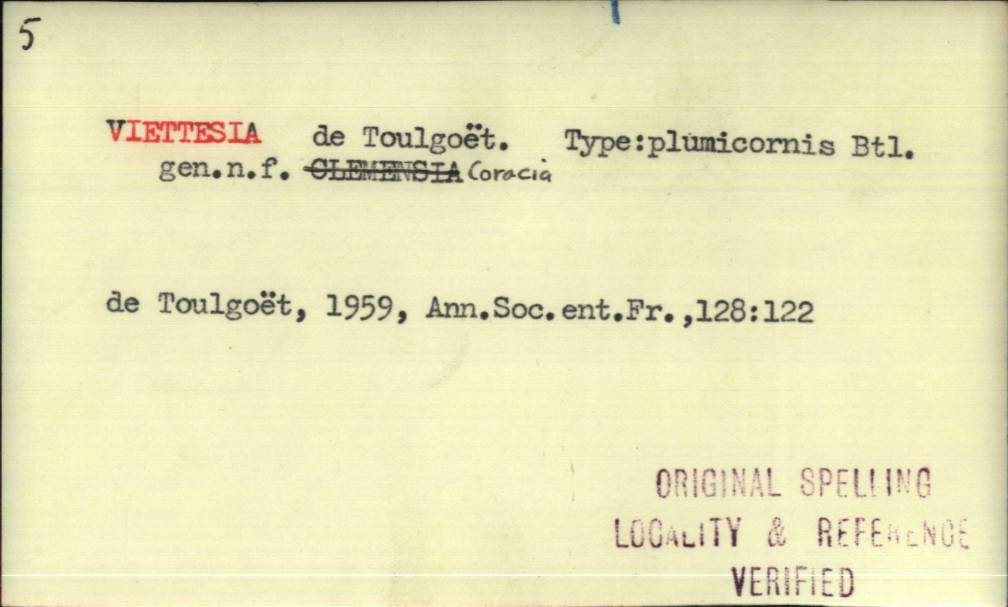 5
VIETTESIA de Toulgoët. Type:plumicornis Btl.
gen.n.f. CLEMENSIA Coracia
de Toulgoët, 1959, Ann.Soc.ent.Fr.,128:122
ORIGINAL SPELLING
LOCALITY & REFERENCE
VERIFIED